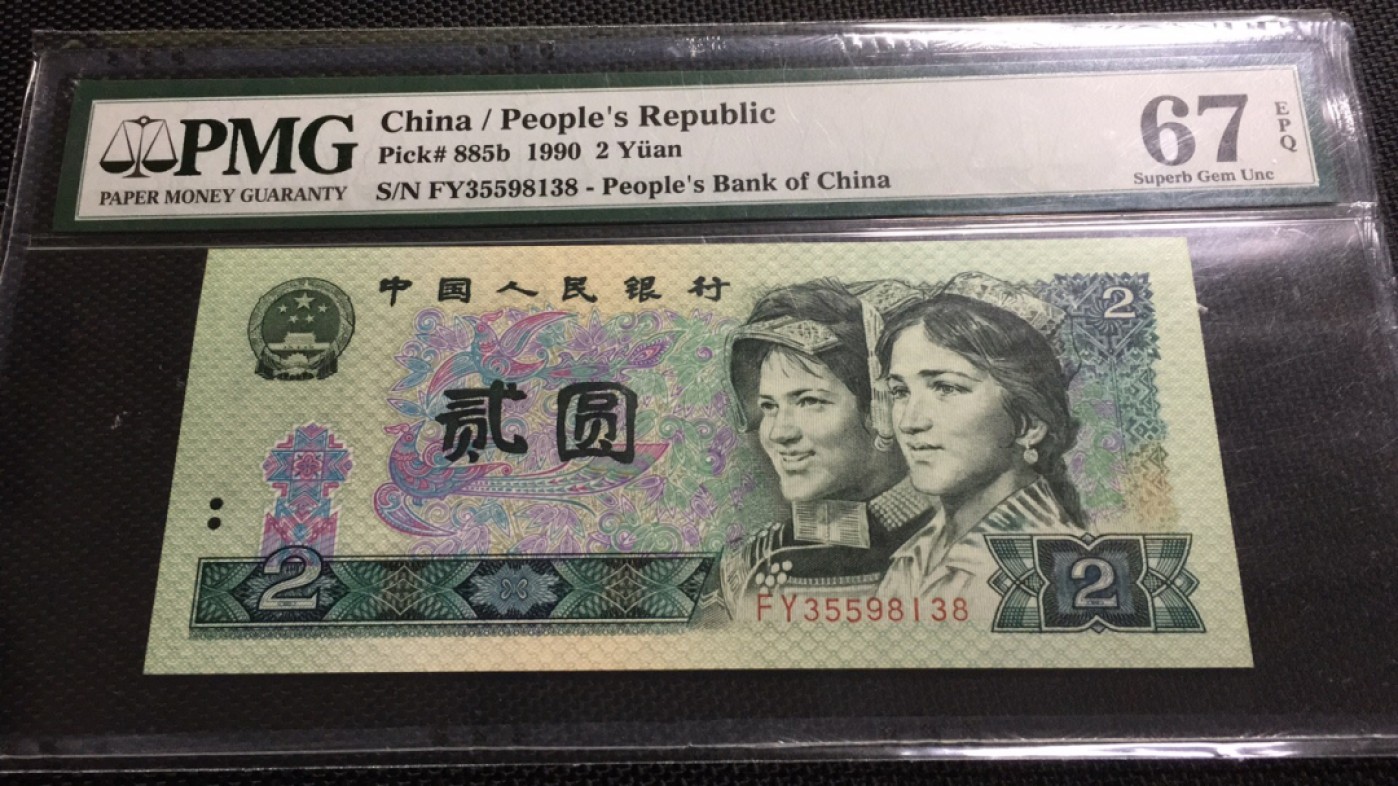 PMG
PAPER MONEY GUARANTY
China / People's Republic
Pick# 885b 1990 2 Yüan
S/N FY35598138 - People's Bank of China
67
EPQ
Superb Gem Unc
中国人民银行
2
贰圆
2
2
FY35598138